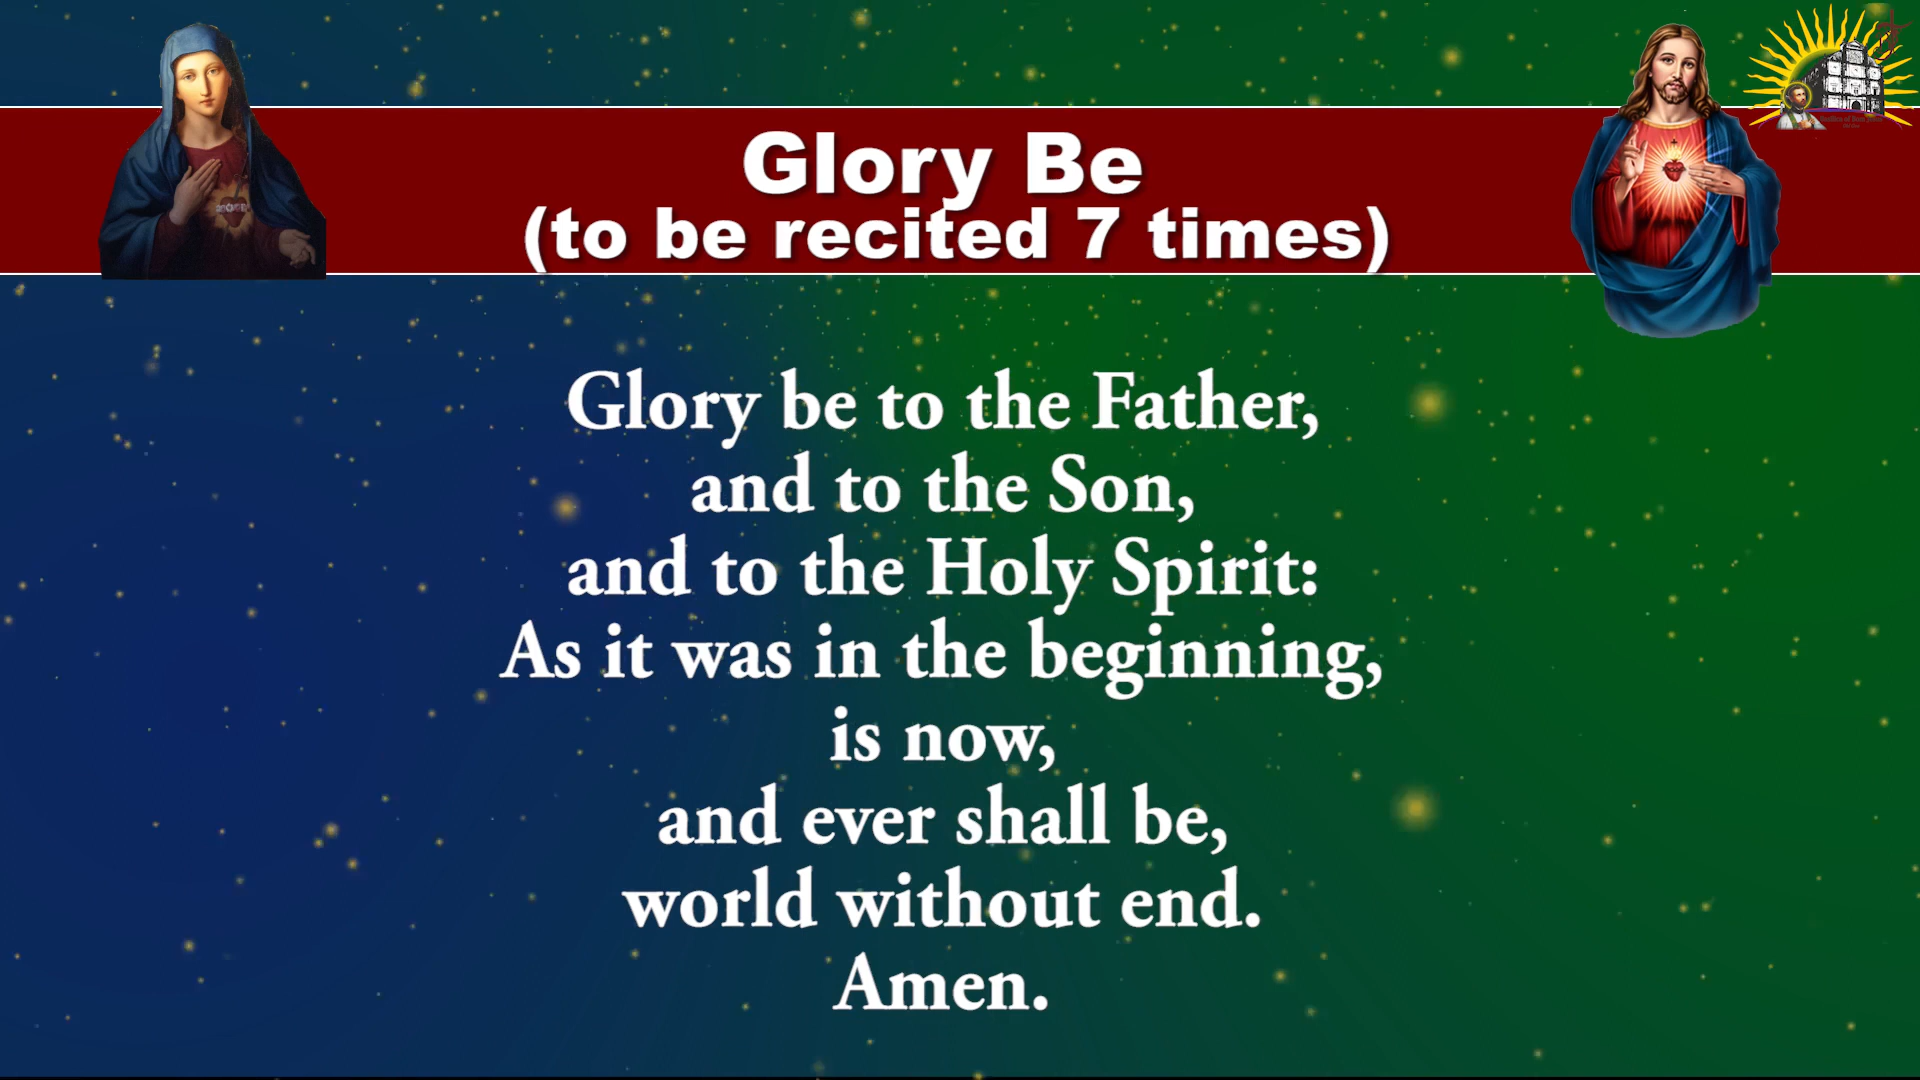 Glory Be
(to be recited 7 times)
Glory be to the Father,
and to the Son,
and to the Holy Spirit:
As it was in the beginning,
is now,
and ever shall be,
world without end.
Amen.